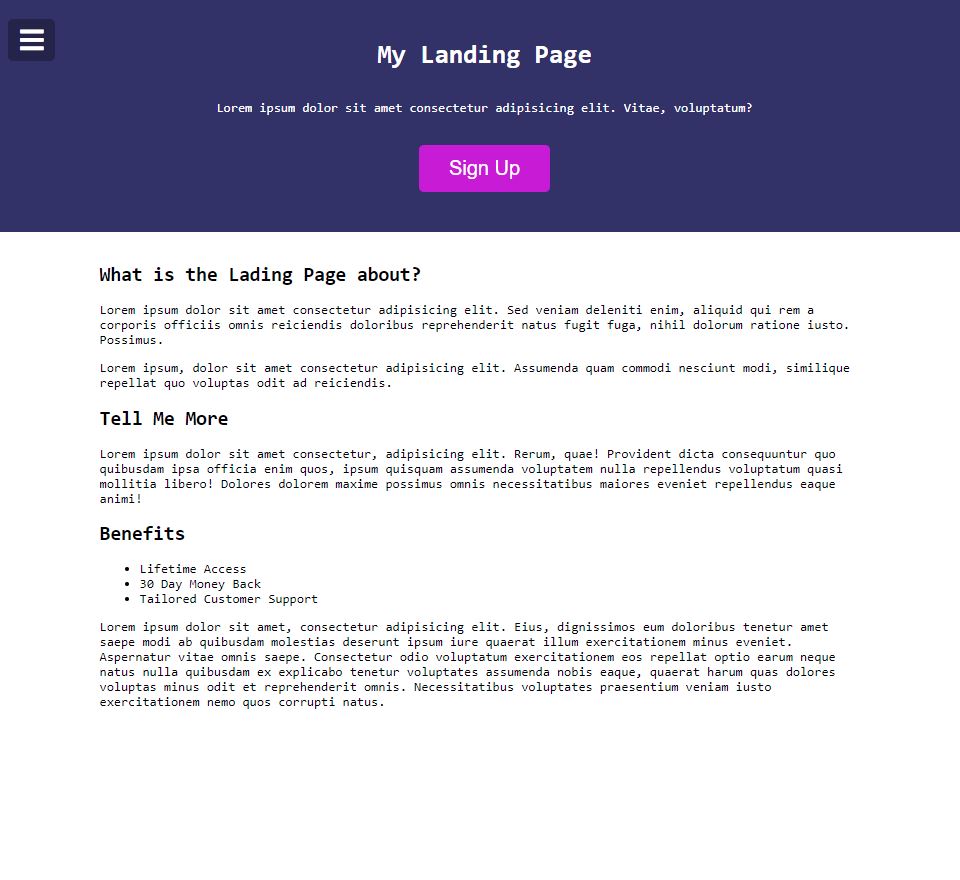 My Landing Page
Lorem ipsum dolor sit amet consectetur adipisicing elit. Vitae, voluptatum?
Sign Up
What is the Lading Page about?
Lorem ipsum dolor sit amet consectetur adipisicing elit. Sed veniam deleniti enim, aliquid qui rem a
corporis officiis omnis reiciendis doloribus reprehenderit natus fugit fuga, nihil dolorum ratione iusto.
Possimus.
Lorem ipsum, dolor sit amet consectetur adipisicing elit. Assumenda quam commodi nesciunt modi, similique
repellat quo voluptas odit ad reiciendis.
Tell Me More
Lorem ipsum dolor sit amet consectetur, adipisicing elit. Rerum, quae! Provident dicta consequuntur quo
quibusdam ipsa officia enim quos, ipsum quisquam assumenda voluptatem nulla repellendus voluptatum quasi
mollitia libero! Dolores dolorem maxime possimus omnis necessitatibus maiores eveniet repellendus eaque
animi!
Benefits
• Lifetime Access
• 30 Day Money Back
• Tailored Customer Support
Lorem ipsum dolor sit amet, consectetur adipisicing elit. Eius, dignissimos eum doloribus tenetur amet
saepe modi ab quibusdam molestias deserunt ipsum iure quaerat illum exercitationem minus eveniet.
Aspernatur vitae omnis saepe. Consectetur odio voluptatum exercitationem eos repellat optio earum neque
natus nulla quibusdam ex explicabo tenetur voluptates assumenda nobis eaque, quaerat harum quas dolores
voluptas minus odit et reprehenderit omnis. Necessitatibus voluptates praesentium veniam iusto
exercitationem nemo quos corrupti natus.